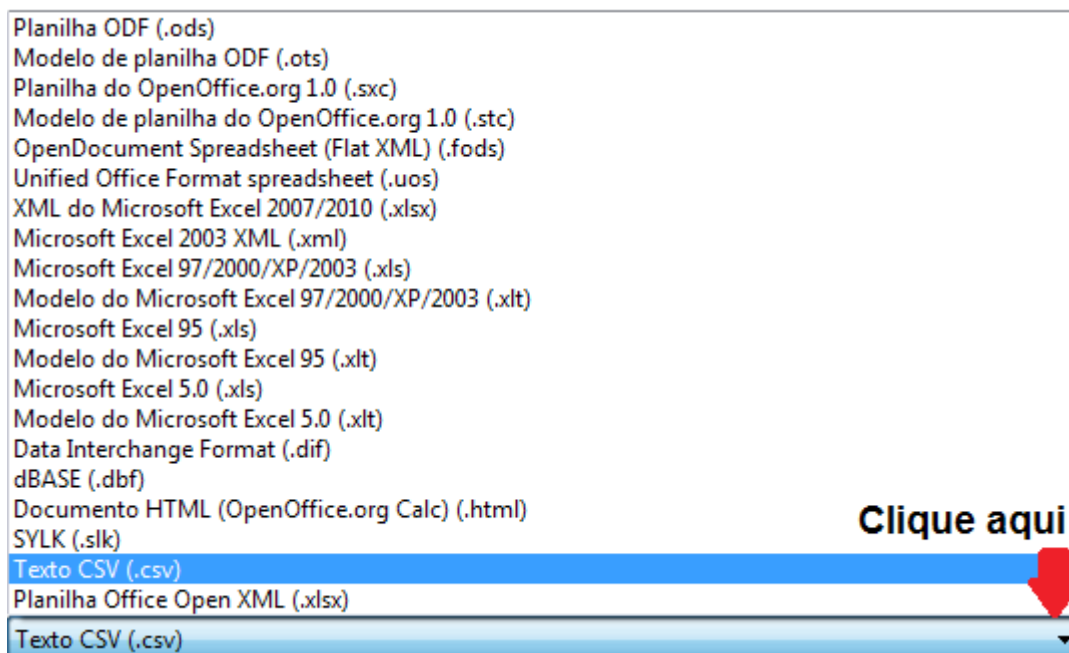 Planilha ODF (.ods)
Modelo de planilha ODF (.ots)
Planilha do OpenOffice.org 1.0 (.sxc)
Modelo de planilha do OpenOffice.org 1.0 (.stc)
OpenDocument Spreadsheet (Flat XML) (.fods)
Unified Office Format spreadsheet (.uos)
XML do Microsoft Excel 2007/2010 (.xlsx)
Microsoft Excel 2003 XML (.xml)
Microsoft Excel 97/2000/XP/2003 (.xls)
Modelo do Microsoft Excel 97/2000/XP/2003 (.xlt)
Microsoft Excel 95 (.xls)
Modelo do Microsoft Excel 95 (.xlt)
Microsoft Excel 5.0 (.xls)
Modelo do Microsoft Excel 5.0 (.xlt)
Data Interchange Format (.dif)
dBASE (.dbf)
Documento HTML (OpenOffice.org Calc) (.html)
SYLK (.slk)
Clique aqui
Texto CSV (.csv)
Planilha Office Open XML (.xlsx)
Texto CSV (.csv)